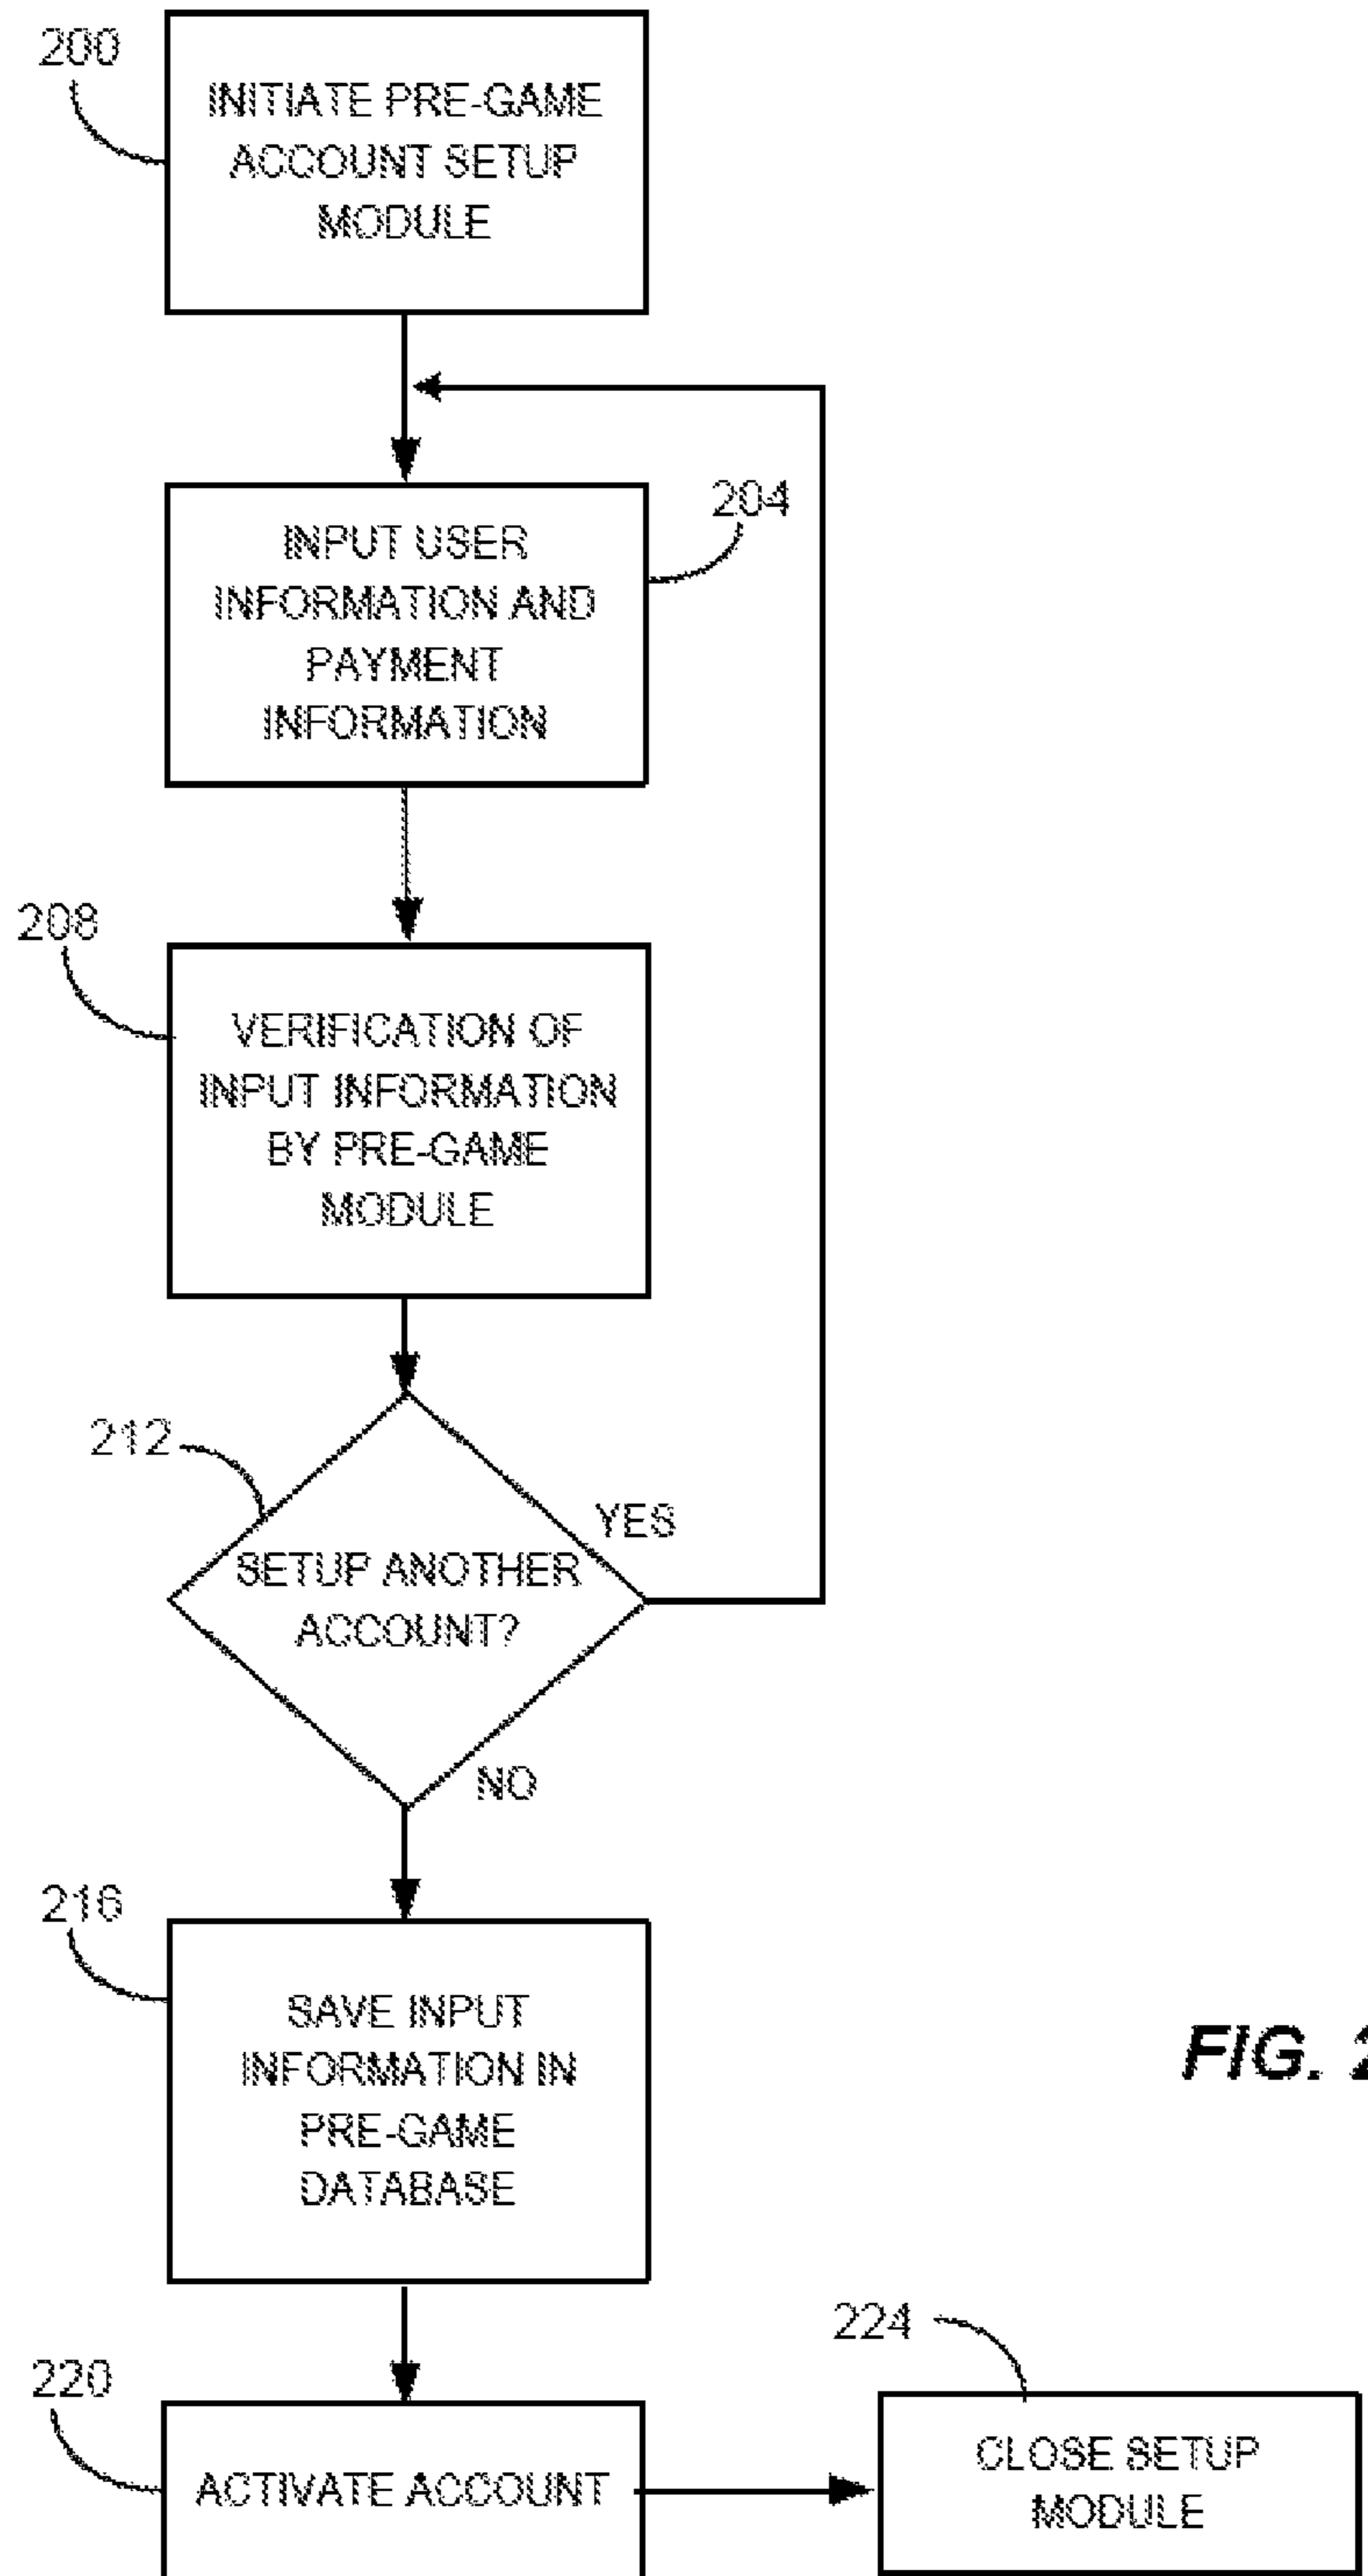 200
INITIATE PRE-GAME
ACCOUNT SETUP
MODULE
204
INPUT USER
INFORMATION AND
PAYMENT
INFORMATION
208
VERIFICATION OF
INPUT INFORMATION
BY PRE-GAME
MODULE
212
YES
SETUP ANOTHER
ACCOUNT?
NO
216
SAVE INPUT
INFORMATION IN
PRE-GAME
DATABASE
FIG. 2
220
ACTIVATE ACCOUNT
224
CLOSE SETUP
MODULE